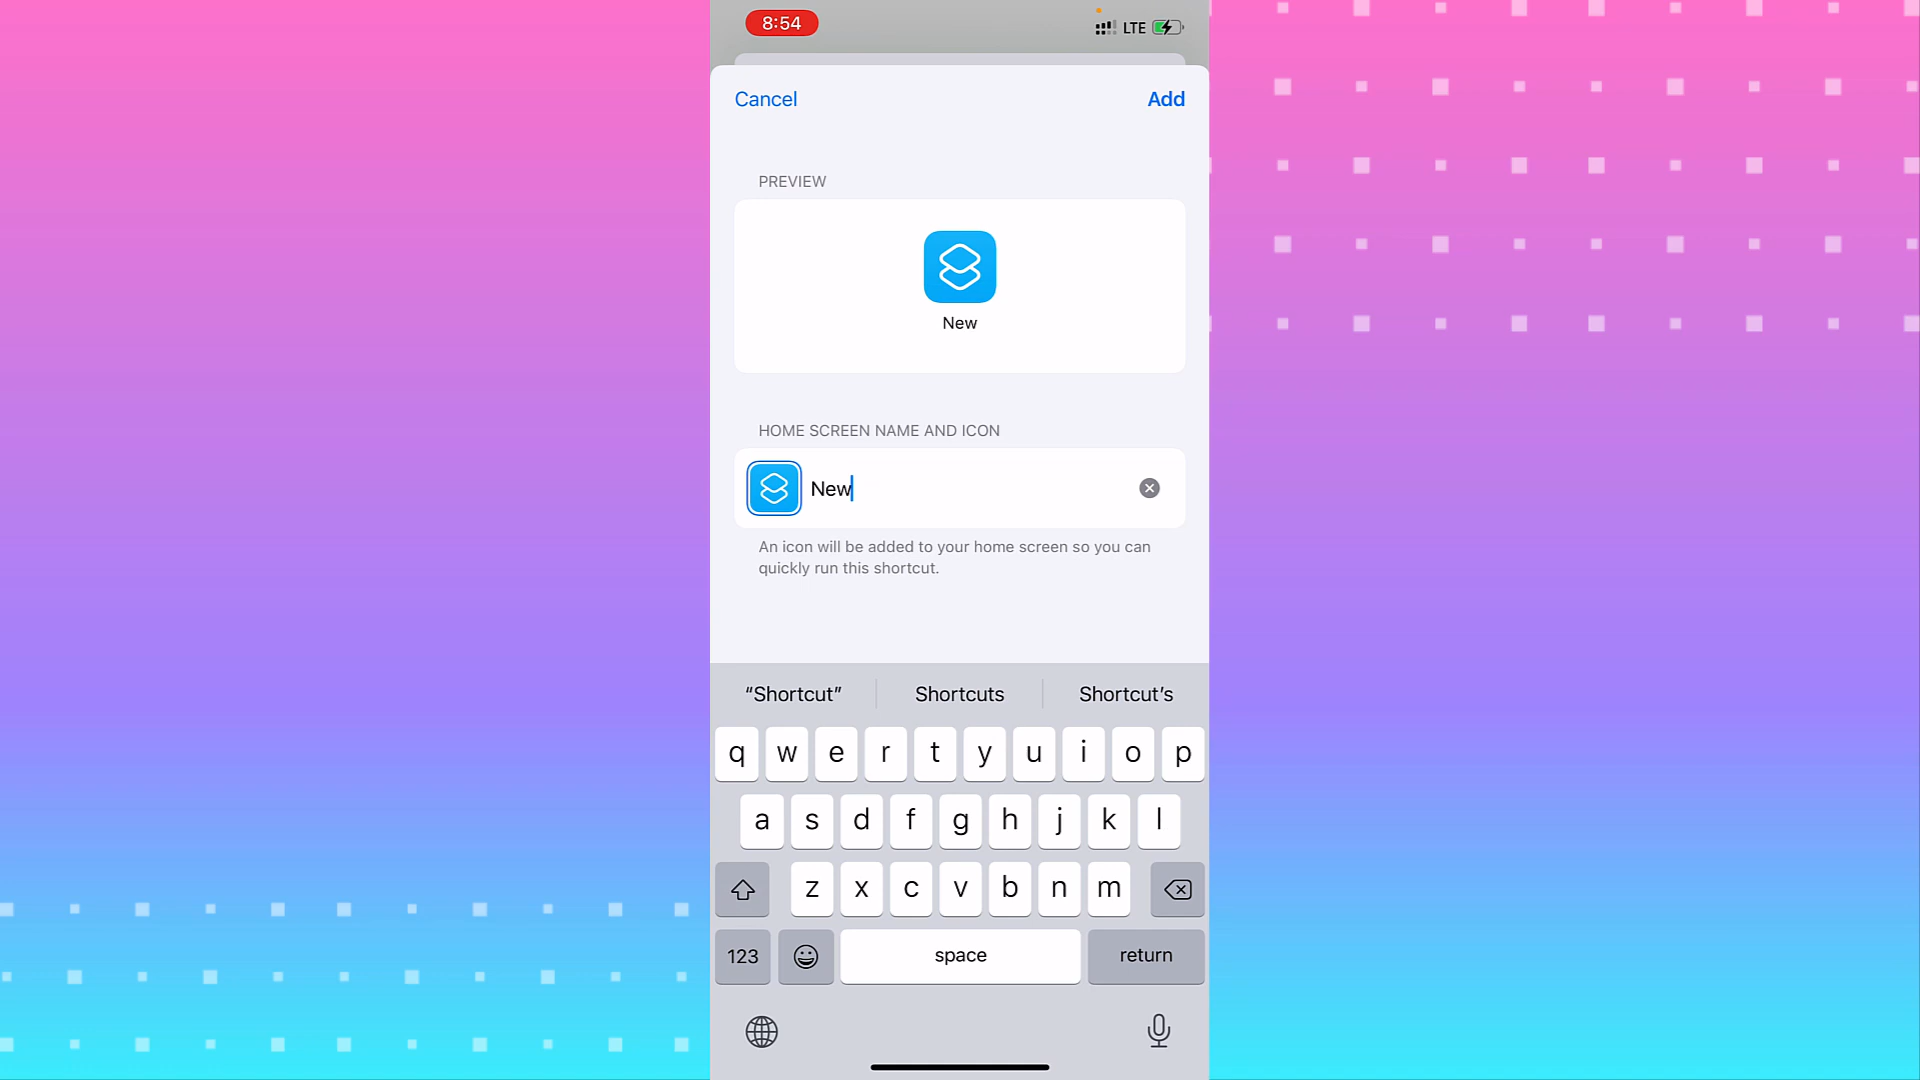 8:54
LTE
Cancel
Add
PREVIEW
New
HOME SCREEN NAME AND ICON
New
An icon will be added to your home screen so you can
quickly run this shortcut.
“Shortcut”
Shortcuts
Shortcut’s
q w e r t y u i o p
a s d f g h j k l
z x c v b n m
123
space
return